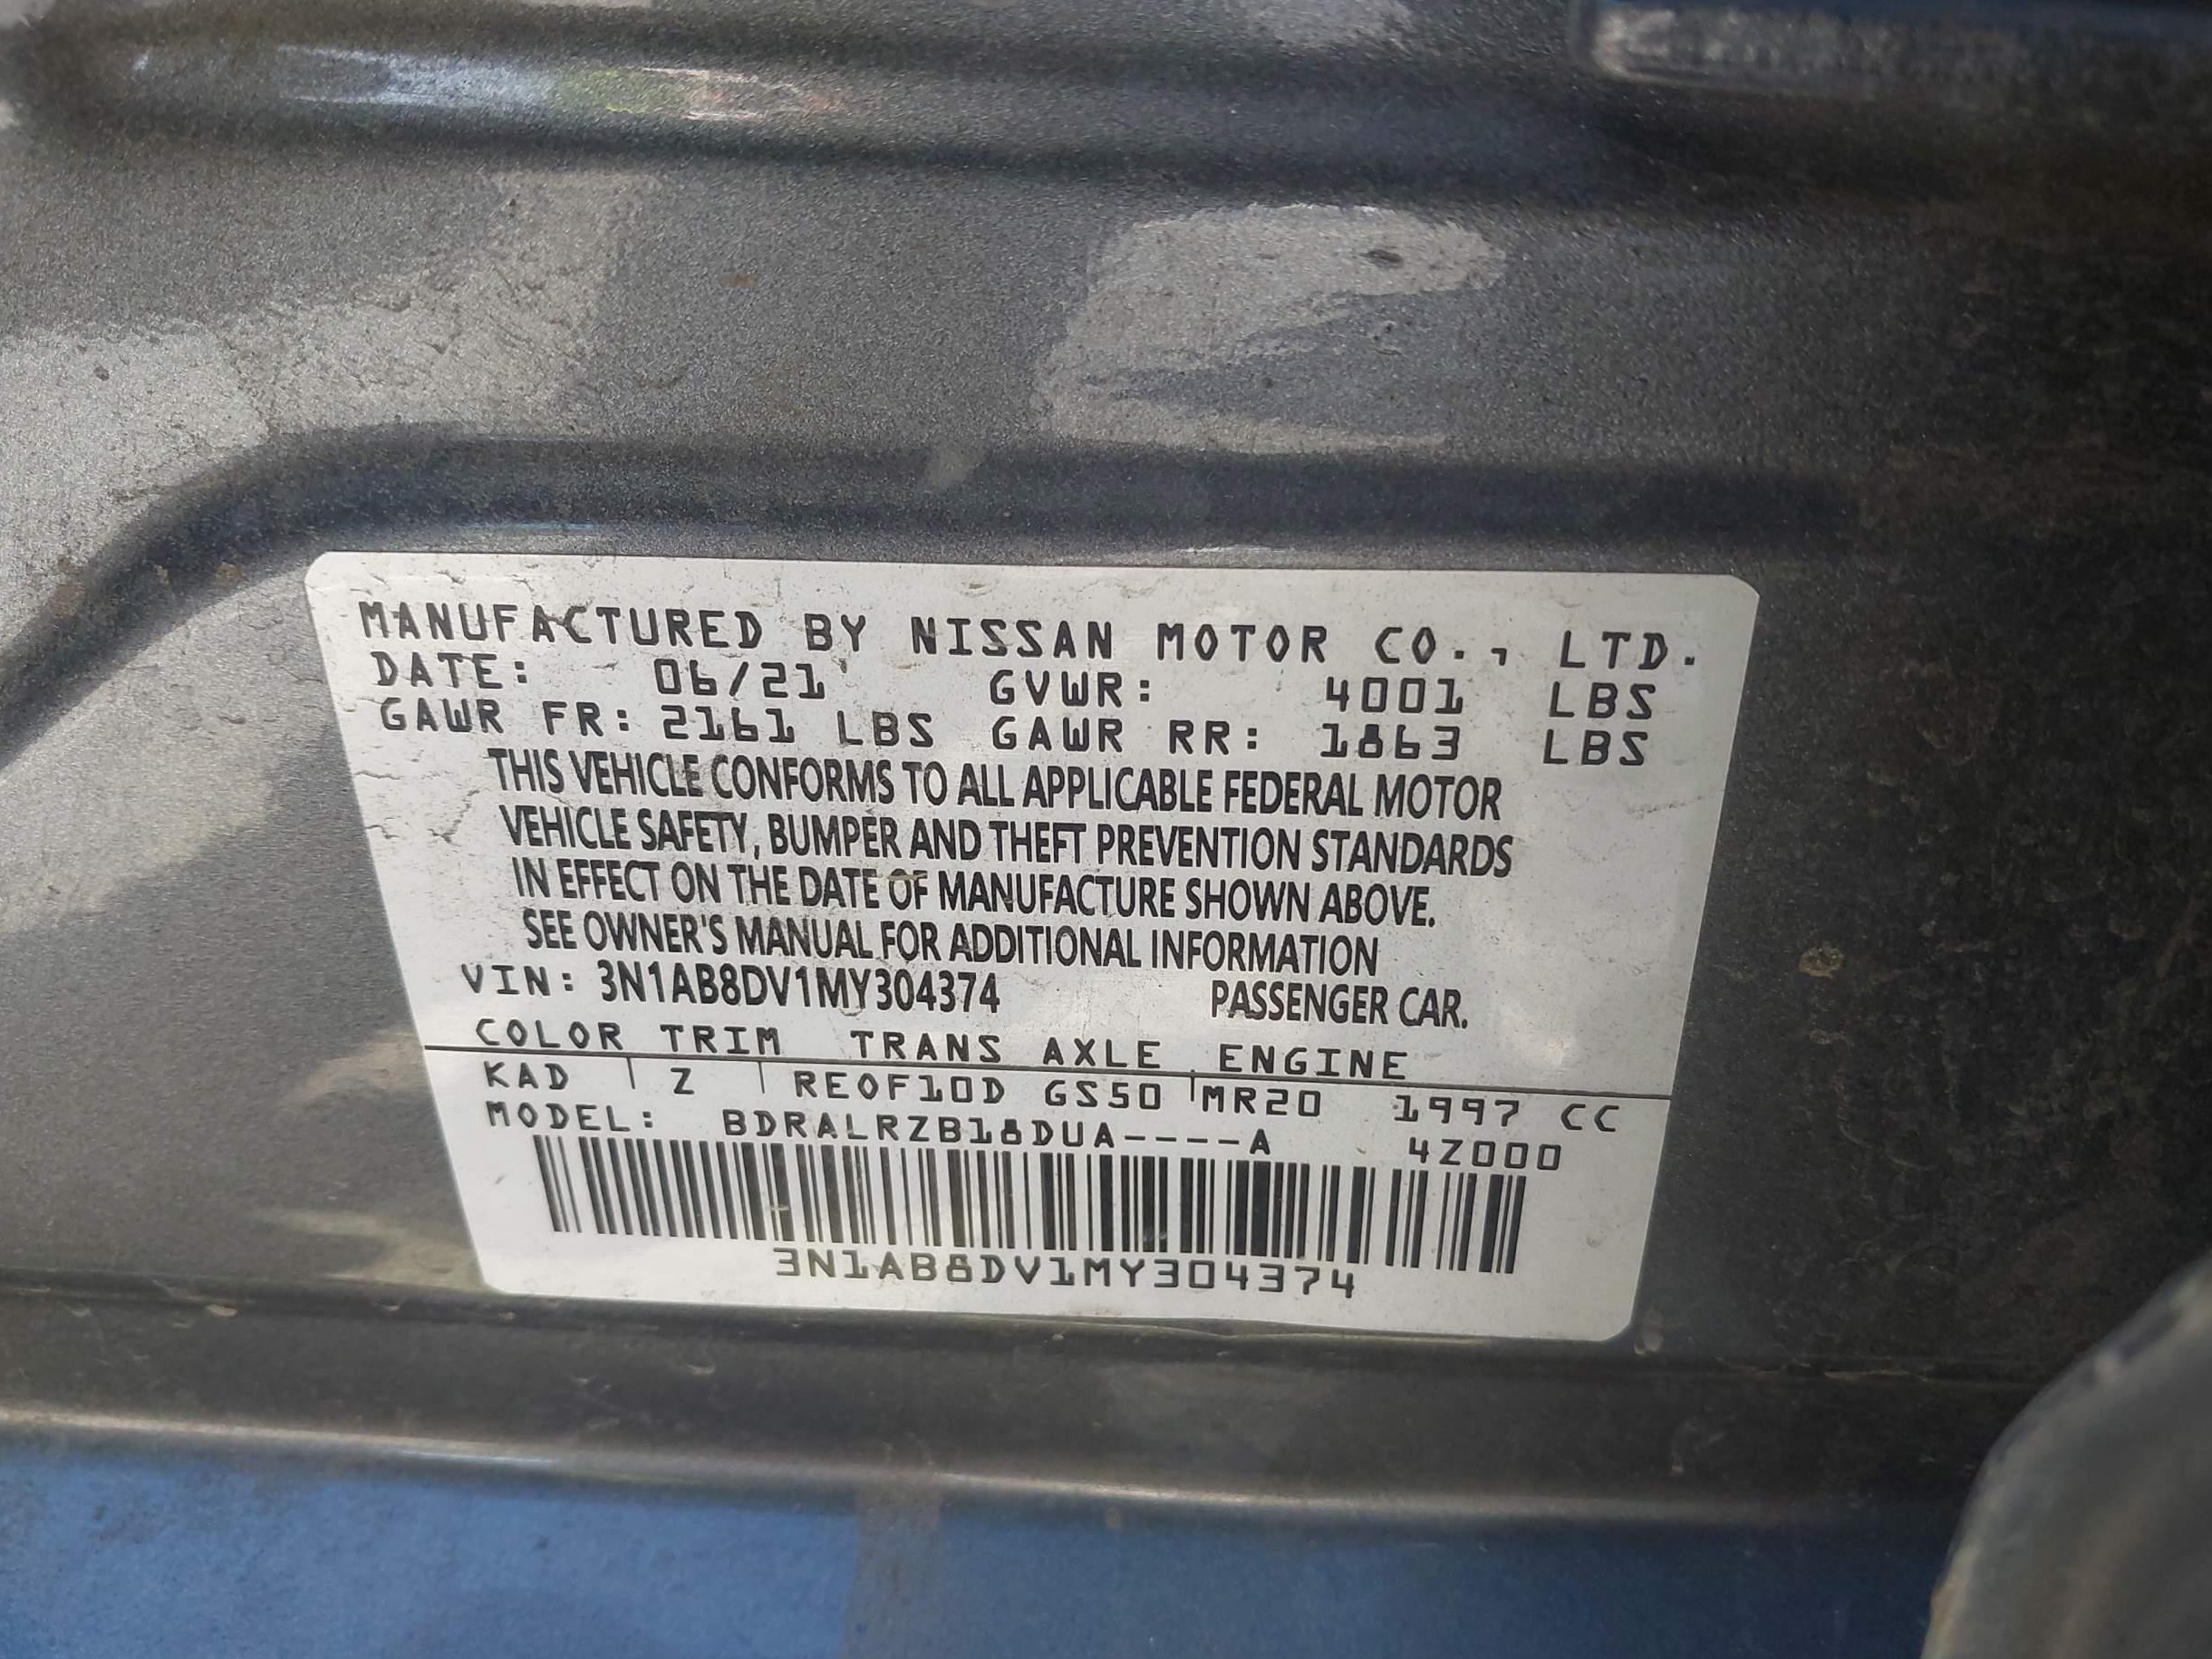 MANUFACTURED BY NISSAN MOTOR CO., LTD.
DATE: 06/21 GVWR: 4001 LBS
GAWR FR: 2161 LBS GAWR RR: 1863 LBS
THIS VEHICLE CONFORMS TO ALL APPLICABLE FEDERAL MOTOR
VEHICLE SAFETY, BUMPER AND THEFT PREVENTION STANDARDS
IN EFFECT ON THE DATE OF MANUFACTURE SHOWN ABOVE.
SEE OWNER'S MANUAL FOR ADDITIONAL INFORMATION
VIN: 3N1AB8DV1MY304374 PASSENGER CAR.
COLOR TRIM TRANS AXLE ENGINE
KAD Z RE0F10D GS50 MR20 1997 CC
MODEL: BDRALRZB18DUA----A 4Z000
3N1AB8DV1MY304374